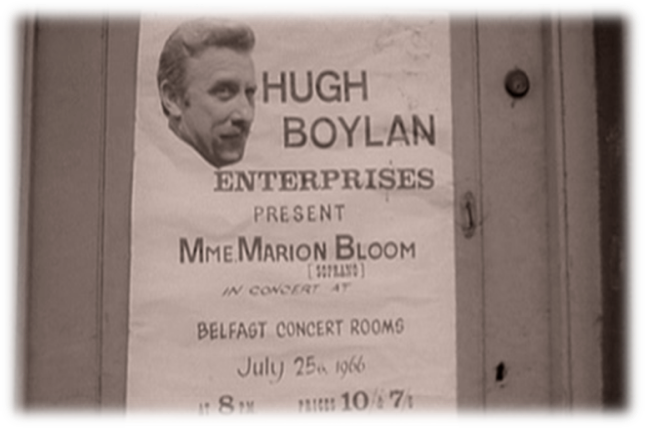 HUGH
BOYLAN
ENTERPRISES
PRESENT
MME. MARION BLOOM
[SOPRANO]
IN CONCERT AT
BELFAST CONCERT ROOMS
July 25th 1966
AT 8 PM. PRICES 10/6 7/6